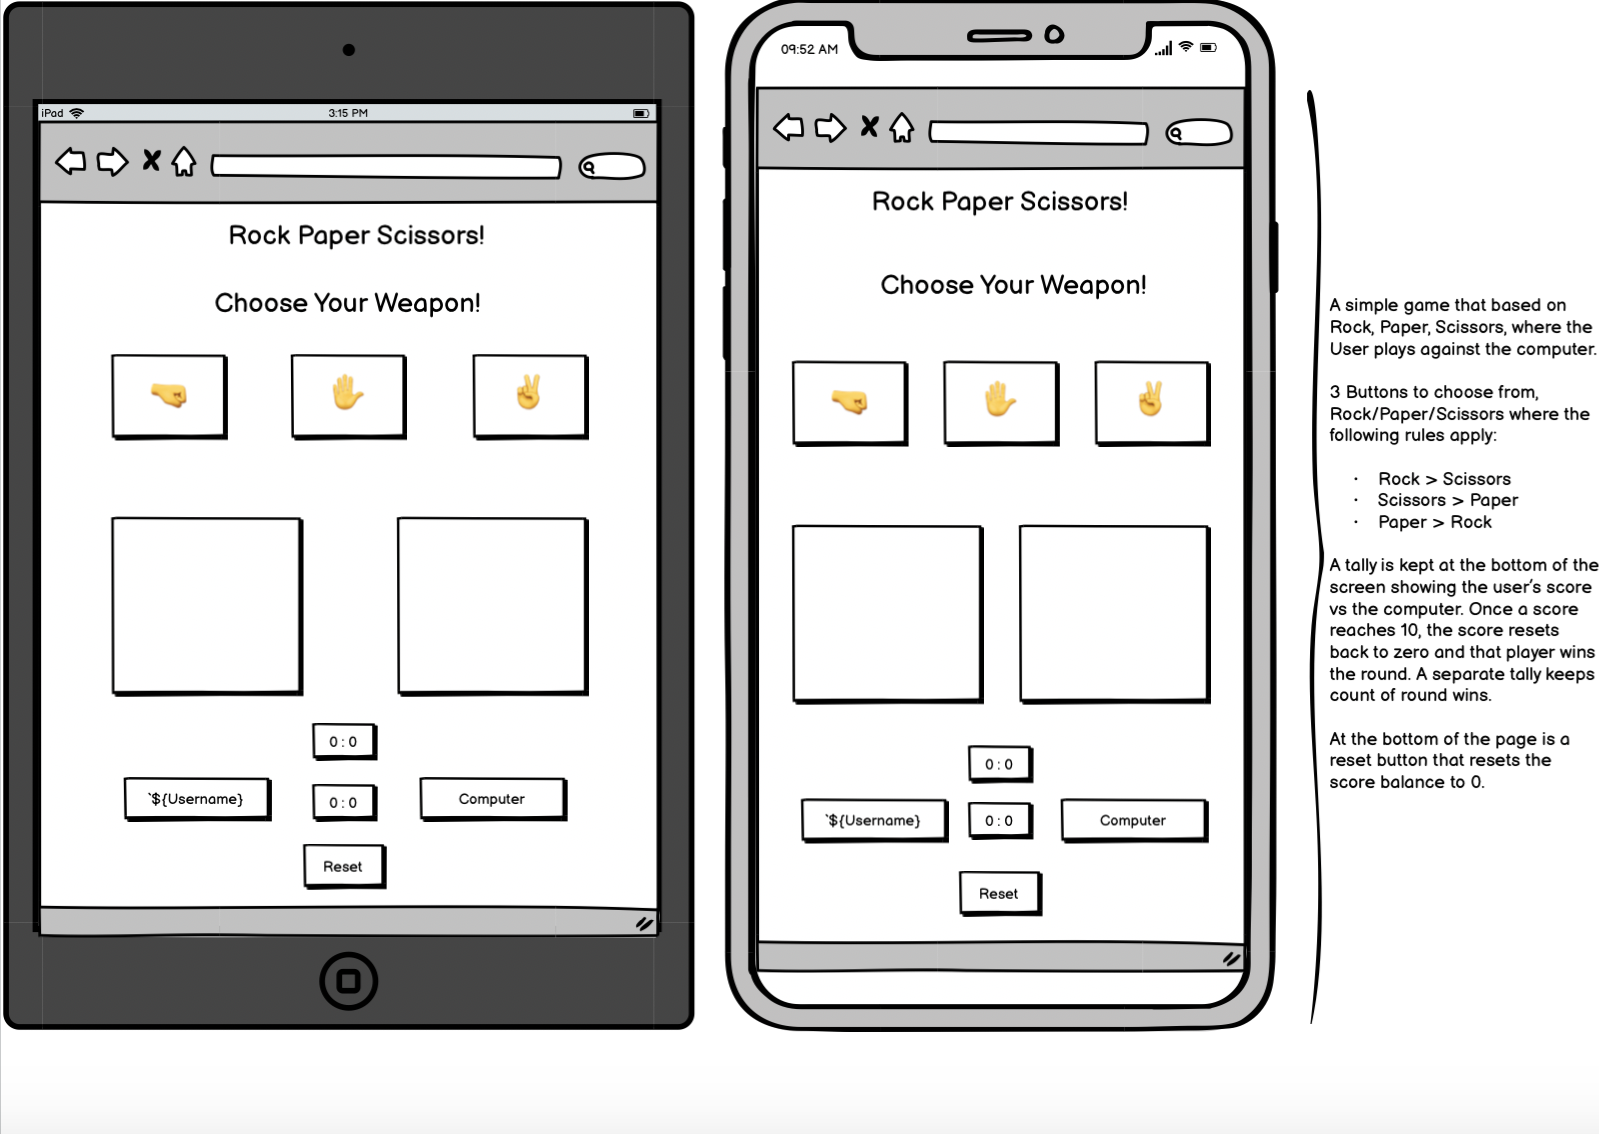 iPad
3:15 PM
Rock Paper Scissors!
Choose Your Weapon!
0 : 0
`${Username}
0 : 0
Computer
Reset
09:52 AM
Rock Paper Scissors!
Choose Your Weapon!
0 : 0
`${Username}
0 : 0
Computer
Reset
A simple game that based on
Rock, Paper, Scissors, where the
User plays against the computer.
3 Buttons to choose from,
Rock/Paper/Scissors where the
following rules apply:
· Rock > Scissors
· Scissors > Paper
· Paper > Rock
A tally is kept at the bottom of the
screen showing the user's score
vs the computer. Once a score
reaches 10, the score resets
back to zero and that player wins
the round. A separate tally keeps
count of round wins.
At the bottom of the page is a
reset button that resets the
score balance to 0.